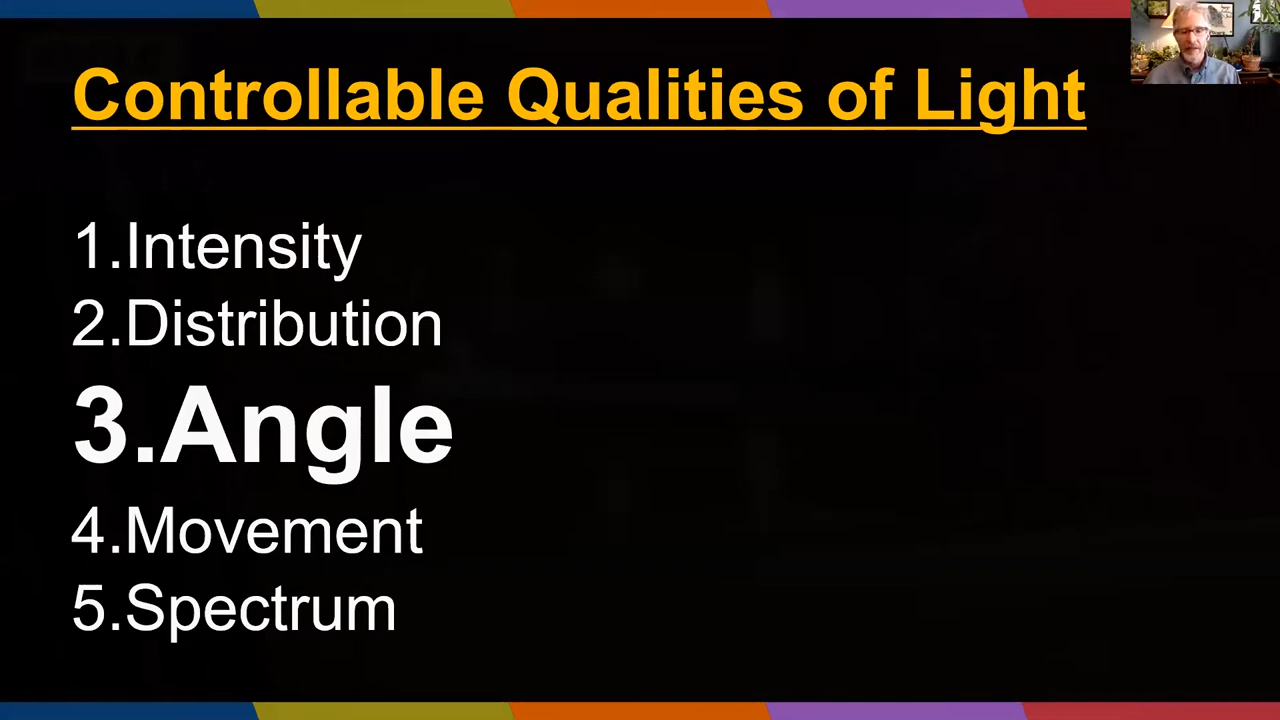 Controllable Qualities of Light
1.Intensity
2.Distribution
3.Angle
4.Movement
5.Spectrum